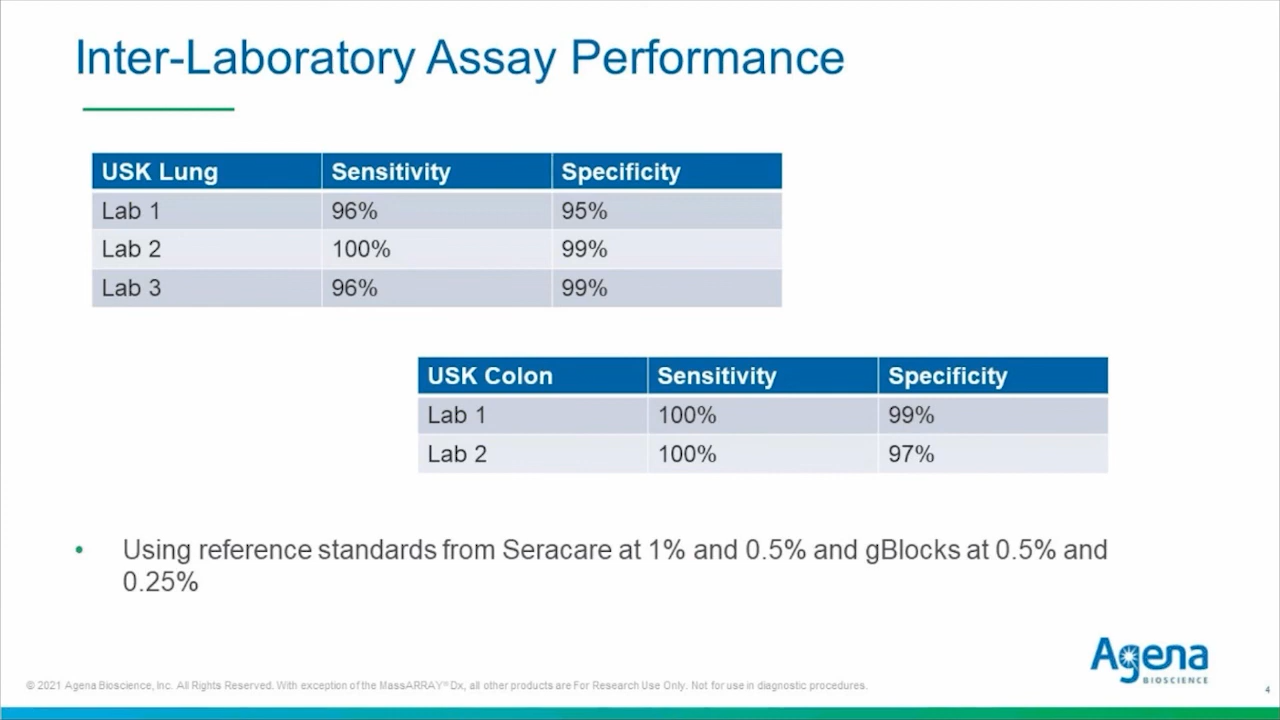 Inter-Laboratory Assay Performance
USK Lung Sensitivity Specificity
Lab 1 96% 95%
Lab 2 100% 99%
Lab 3 96% 99%
USK Colon Sensitivity Specificity
Lab 1 100% 99%
Lab 2 100% 97%
• Using reference standards from Seracare at 1% and 0.5% and gBlocks at 0.5% and
0.25%
Agena
BIOSCIENCE
© 2021 Agena Bioscience, Inc. All Rights Reserved. With exception of the MassARRAY® Dx, all other products are For Research Use Only. Not for use in diagnostic procedures.
4